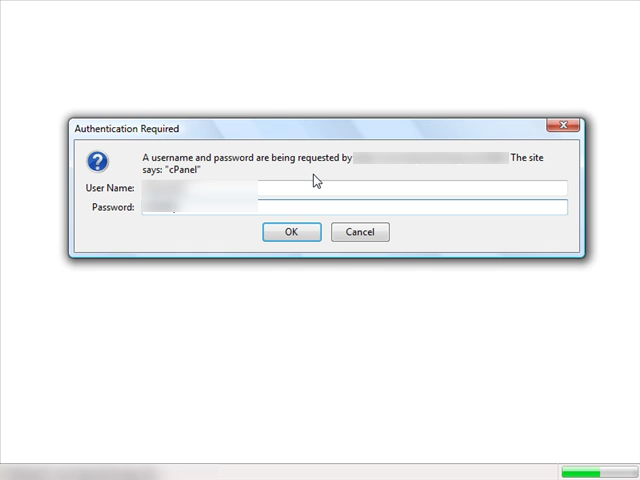 Authentication Required
A username and password are being requested by The site
says: "cPanel"
User Name:
Password:
OK Cancel